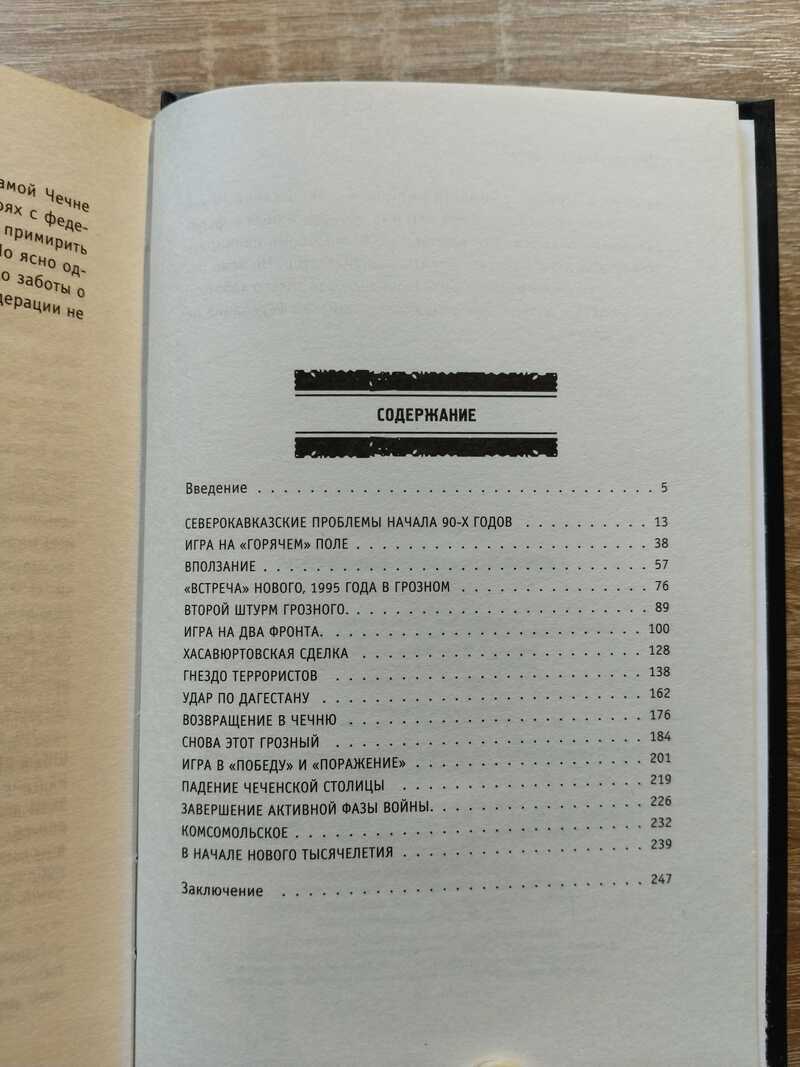 амой Чечне
рях с феде-
примирить
о ясно од-
о заботы о
дерации не
СОДЕРЖАНИЕ
Введение . . . . . . . . . . . . . . . . . . . . . . . . . 5
СЕВЕРОКАВКАЗСКИЕ ПРОБЛЕМЫ НАЧАЛА 90-Х ГОДОВ . . . . . . . . . 13
ИГРА НА «ГОРЯЧЕМ» ПОЛЕ . . . . . . . . . . . . . . . . . . . . 38
ВПОЛЗАНИЕ . . . . . . . . . . . . . . . . . . . . . . . . . 57
«ВСТРЕЧА» НОВОГО, 1995 ГОДА В ГРОЗНОМ . . . . . . . . . . . . . 76
ВТОРОЙ ШТУРМ ГРОЗНОГО. . . . . . . . . . . . . . . . . . . . . 89
ИГРА НА ДВА ФРОНТА. . . . . . . . . . . . . . . . . . . . . . 100
ХАСАВЮРТОВСКАЯ СДЕЛКА . . . . . . . . . . . . . . . . . . . . 128
ГНЕЗДО ТЕРРОРИСТОВ . . . . . . . . . . . . . . . . . . . . . 138
УДАР ПО ДАГЕСТАНУ . . . . . . . . . . . . . . . . . . . . . 162
ВОЗВРАЩЕНИЕ В ЧЕЧНЮ . . . . . . . . . . . . . . . . . . . . 176
СНОВА ЭТОТ ГРОЗНЫЙ . . . . . . . . . . . . . . . . . . . . . 184
ИГРА В «ПОБЕДУ» И «ПОРАЖЕНИЕ» . . . . . . . . . . . . . . . . 201
ПАДЕНИЕ ЧЕЧЕНСКОЙ СТОЛИЦЫ . . . . . . . . . . . . . . . . . 219
ЗАВЕРШЕНИЕ АКТИВНОЙ ФАЗЫ ВОЙНЫ. . . . . . . . . . . . . . . 226
КОМСОМОЛЬСКОЕ . . . . . . . . . . . . . . . . . . . . . . . 232
В НАЧАЛЕ НОВОГО ТЫСЯЧЕЛЕТИЯ . . . . . . . . . . . . . . . . . 239
Заключение . . . . . . . . . . . . . . . . . . . . . . . . 247